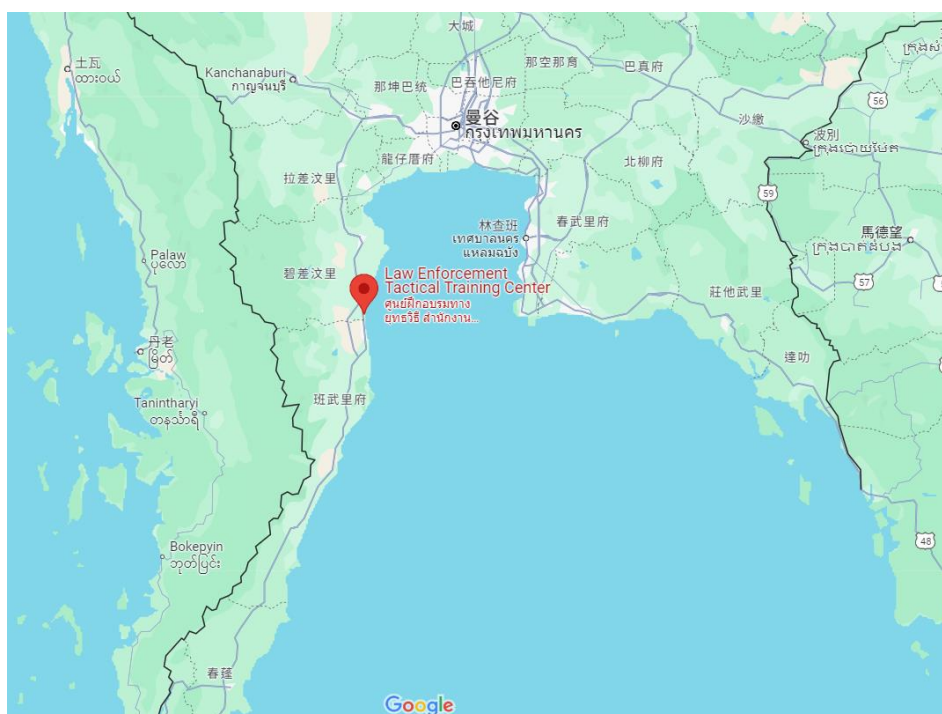 大城
土瓦
ထားဝယ်
Kanchanaburi
กาญจนบุรี
那坤巴統
巴吞他尼府
那空那育
巴真府
56
曼谷
กรุงเทพมหานคร
沙繳
波別
北柳府
龍仔厝府
拉差汶里
59
林查班
เทศบาลนคร
แหลมฉบัง
春武里府
馬德望
Palaw
ပုလော
碧差汶里
Law Enforcement
Tactical Training Center
ศูนย์ฝึกอบรมทาง
ยุทธวิธี สำนักงาน...
57
莊他武里
丹老
မြိတ်
達叻
Tanintharyi
တနင်္သာရီ
班武里府
48
Bokepyin
ဘုတ်ပြင်း
春蓬
Google